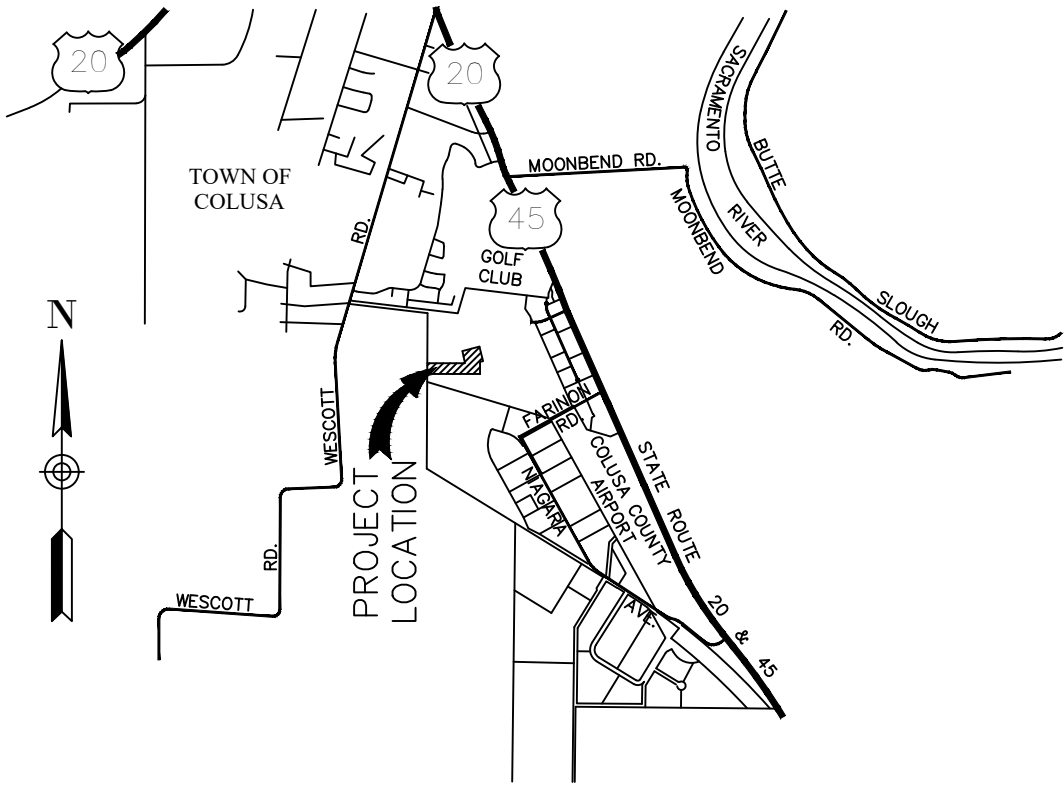 20
20
SACRAMENTO
RIVER
BUTTE
SLOUGH
MOONBEND RD.
MOONBEND
RD.
TOWN OF
COLUSA
RD.
45
GOLF
CLUB
N
WESCOTT
RD.
WESCOTT
PROJECT
LOCATION
FARINON
RD.
NIAGARA
AVE.
COLUSA COUNTY
AIRPORT
STATE ROUTE
20 & 45